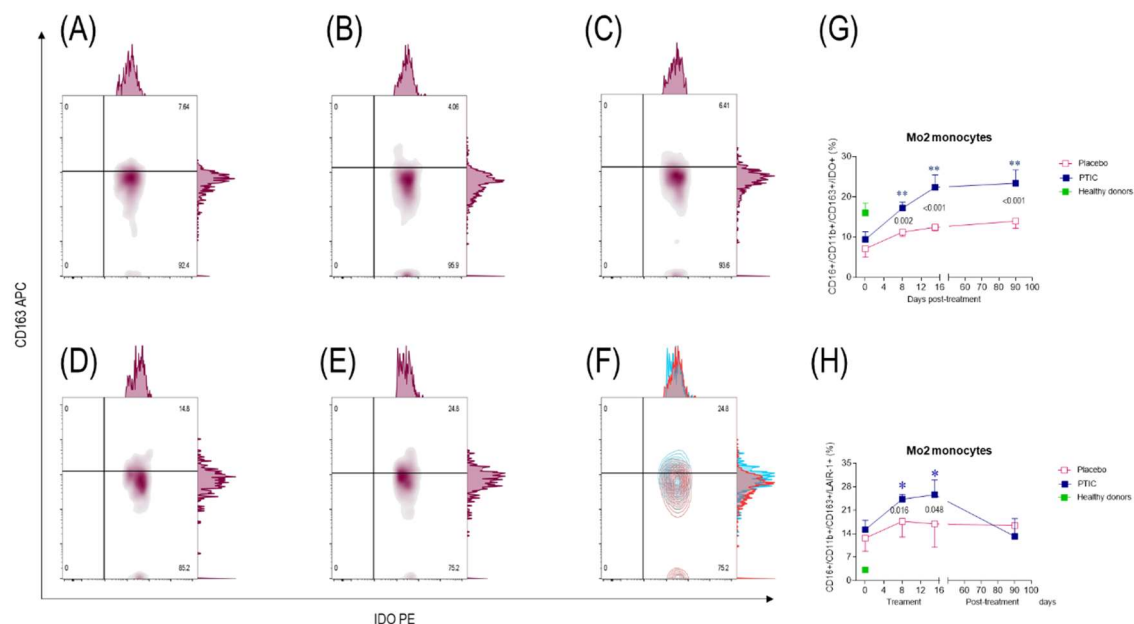 (A)
(B)
(C)
(G)
0
7.64
0
92.4
0
4.06
0
95.9
0
6.41
0
93.6
Mo2 monocytes
CD16+/CD11b+/CD163+/IDO+ (%)
30
20
10
0
**
**
**
0.002
<0.001
<0.001
0 4 8 12 16 50 60 70 80 90 100
Days post-treatment
Placebo
PTIC
Healthy donors
CD163 APC
(D)
(E)
(F)
(H)
0
14.8
0
85.2
0
24.8
0
75.2
0
24.8
0
75.2
Mo2 monocytes
CD16+/CD11b+/CD163+/LAIR-1+ (%)
35
28
21
14
7
0
*
*
0.016
0.048
0 4 8 12 16 50 60 70 80 90 100
Treament
Post-treatment
days
Placebo
PTIC
Healthy donors
IDO PE